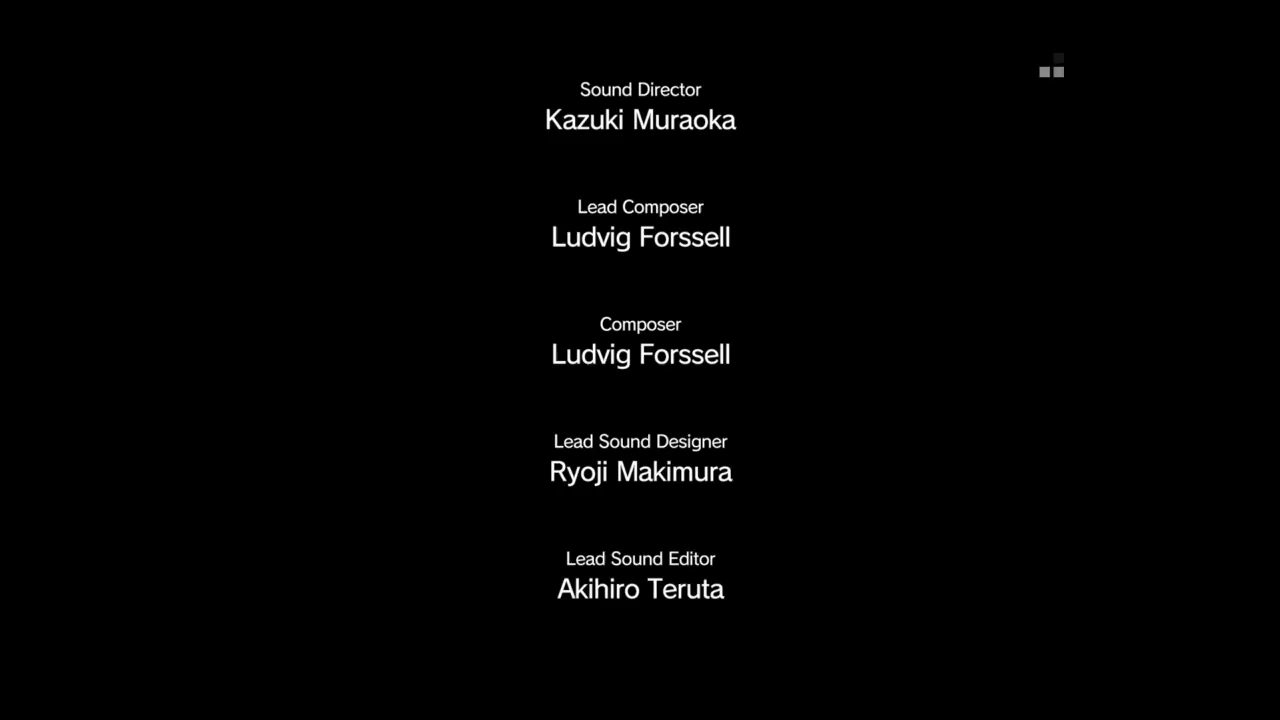 Sound Director
Kazuki Muraoka
Lead Composer
Ludvig Forssell
Composer
Ludvig Forssell
Lead Sound Designer
Ryoji Makimura
Lead Sound Editor
Akihiro Teruta